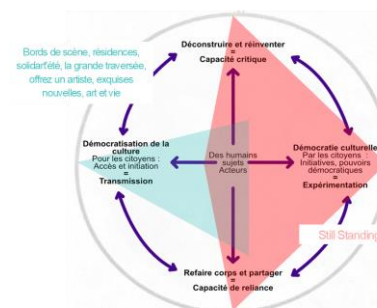 Bords de scène, résidences,
solidart'été, la grande traversée,
offrez un artiste, exquises
nouvelles, art et vie
Déconstruire et réinventer
=
Capacité critique
Démocratisation de la
culture
Pour les citoyens :
Accès et initiation
=
Transmission
Des humains
sujets
Acteurs
Démocratie culturelle
Par les citoyens :
Initiatives, pouvoirs
démocratiques
=
Expérimentation
Still Standing
Refaire corps et partager
=
Capacité de reliance